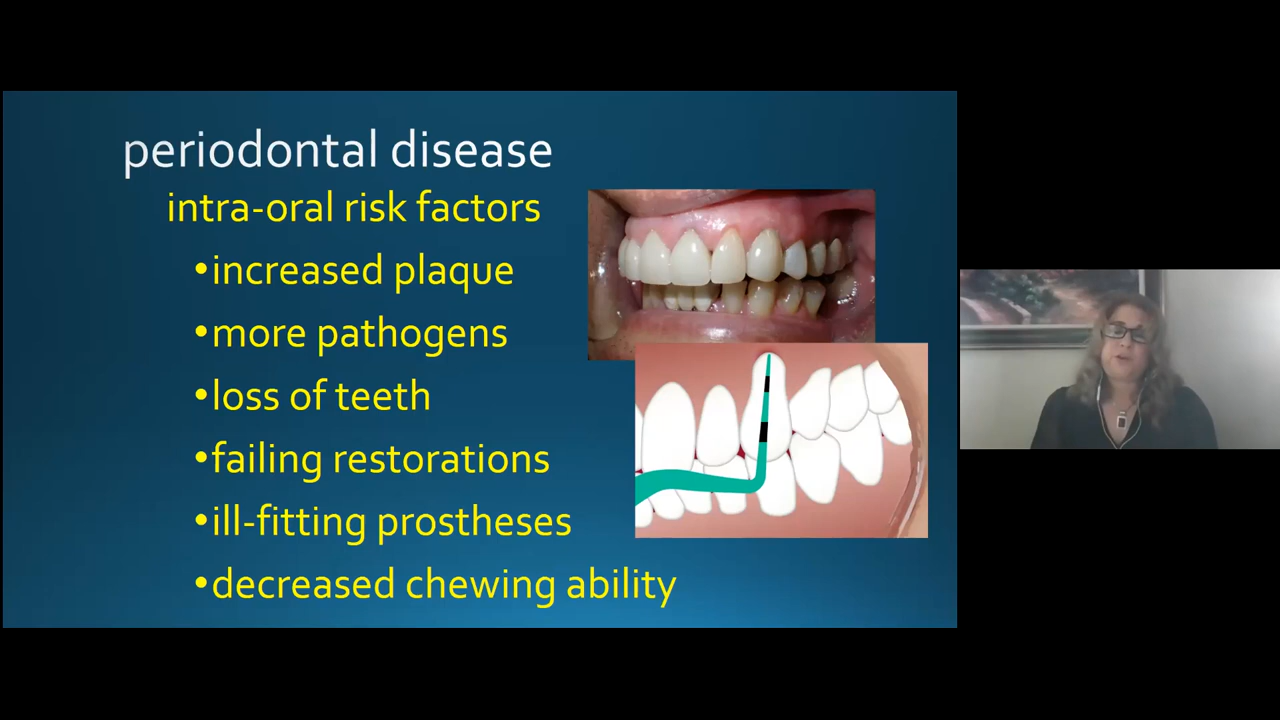 periodontal disease
intra-oral risk factors
•increased plaque
•more pathogens
•loss of teeth
•failing restorations
•ill-fitting prostheses
•decreased chewing ability